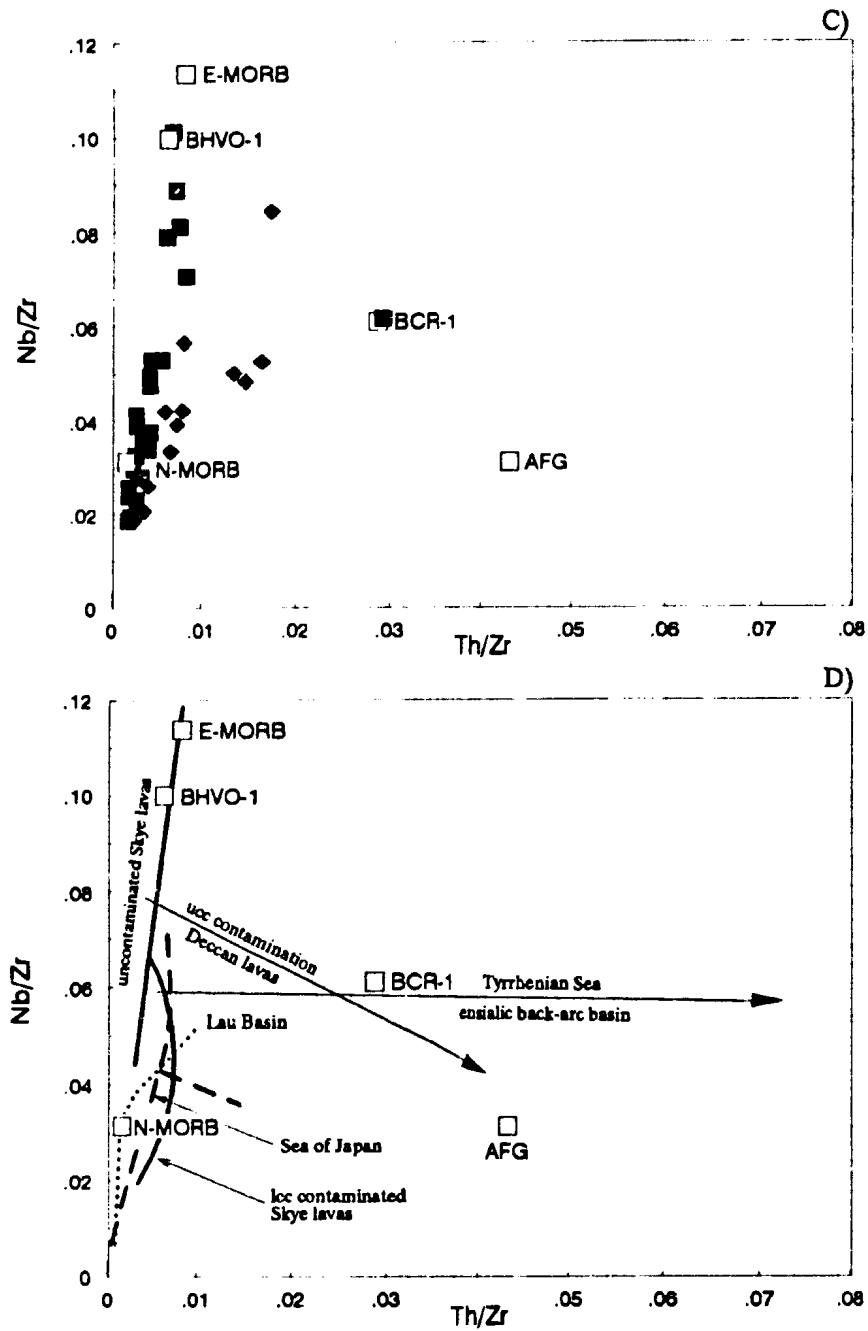 C)
.12
.10
.08
.06
.04
.02
0
Nb/Zr
E-MORB
BHVO-1
BCR-1
N-MORB
AFG
0 .01 .02 .03 .04 .05 .06 .07 .08
Th/Zr
D)
.12
.10
.08
.06
.04
.02
0
Nb/Zr
E-MORB
BHVO-1
uncontaminated Skye lavas
ucc contamination
Deccan lavas
BCR-1
Tyrrhenian Sea
ensialic back-arc basin
Lau Basin
N-MORB
Sea of Japan
AFG
lcc contaminated
Skye lavas
0 .01 .02 .03 .04 .05 .06 .07 .08
Th/Zr